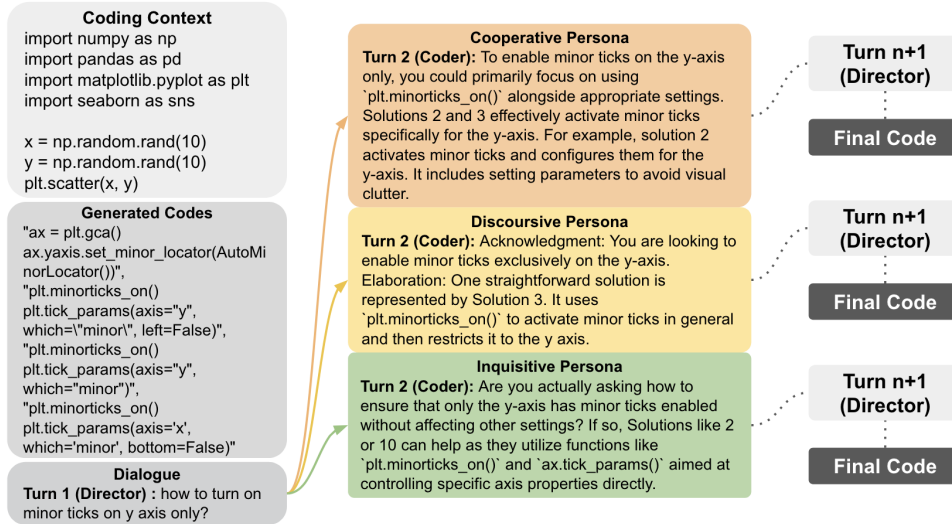 Coding Context
import numpy as np
import pandas as pd
import matplotlib.pyplot as plt
import seaborn as sns
x = np.random.rand(10)
y = np.random.rand(10)
plt.scatter(x, y)
Generated Codes
"ax = plt.gca()
ax.yaxis.set_minor_locator(AutoMi
norLocator())",
"plt.minorticks_on()
plt.tick_params(axis="y",
which=\"minor\", left=False)",
"plt.minorticks_on()
plt.tick_params(axis="y",
which="minor")",
"plt.minorticks_on()
plt.tick_params(axis='x',
which='minor', bottom=False)"
Dialogue
Turn 1 (Director) : how to turn on
minor ticks on y axis only?
Cooperative Persona
Turn 2 (Coder): To enable minor ticks on the y-axis
only, you could primarily focus on using
`plt.minorticks_on()` alongside appropriate settings.
Solutions 2 and 3 effectively activate minor ticks
specifically for the y-axis. For example, solution 2
activates minor ticks and configures them for the
y-axis. It includes setting parameters to avoid visual
clutter.
Discoursive Persona
Turn 2 (Coder): Acknowledgment: You are looking to
enable minor ticks exclusively on the y-axis.
Elaboration: One straightforward solution is
represented by Solution 3. It uses
`plt.minorticks_on()` to activate minor ticks in general
and then restricts it to the y axis.
Inquisitive Persona
Turn 2 (Coder): Are you actually asking how to
ensure that only the y-axis has minor ticks enabled
without affecting other settings? If so, Solutions like
2 or 10 can help as they utilize functions like
`plt.minorticks_on()` and `ax.tick_params()` aimed at
controlling specific axis properties directly.
Turn n+1
(Director)
Final Code
Turn n+1
(Director)
Final Code
Turn n+1
(Director)
Final Code